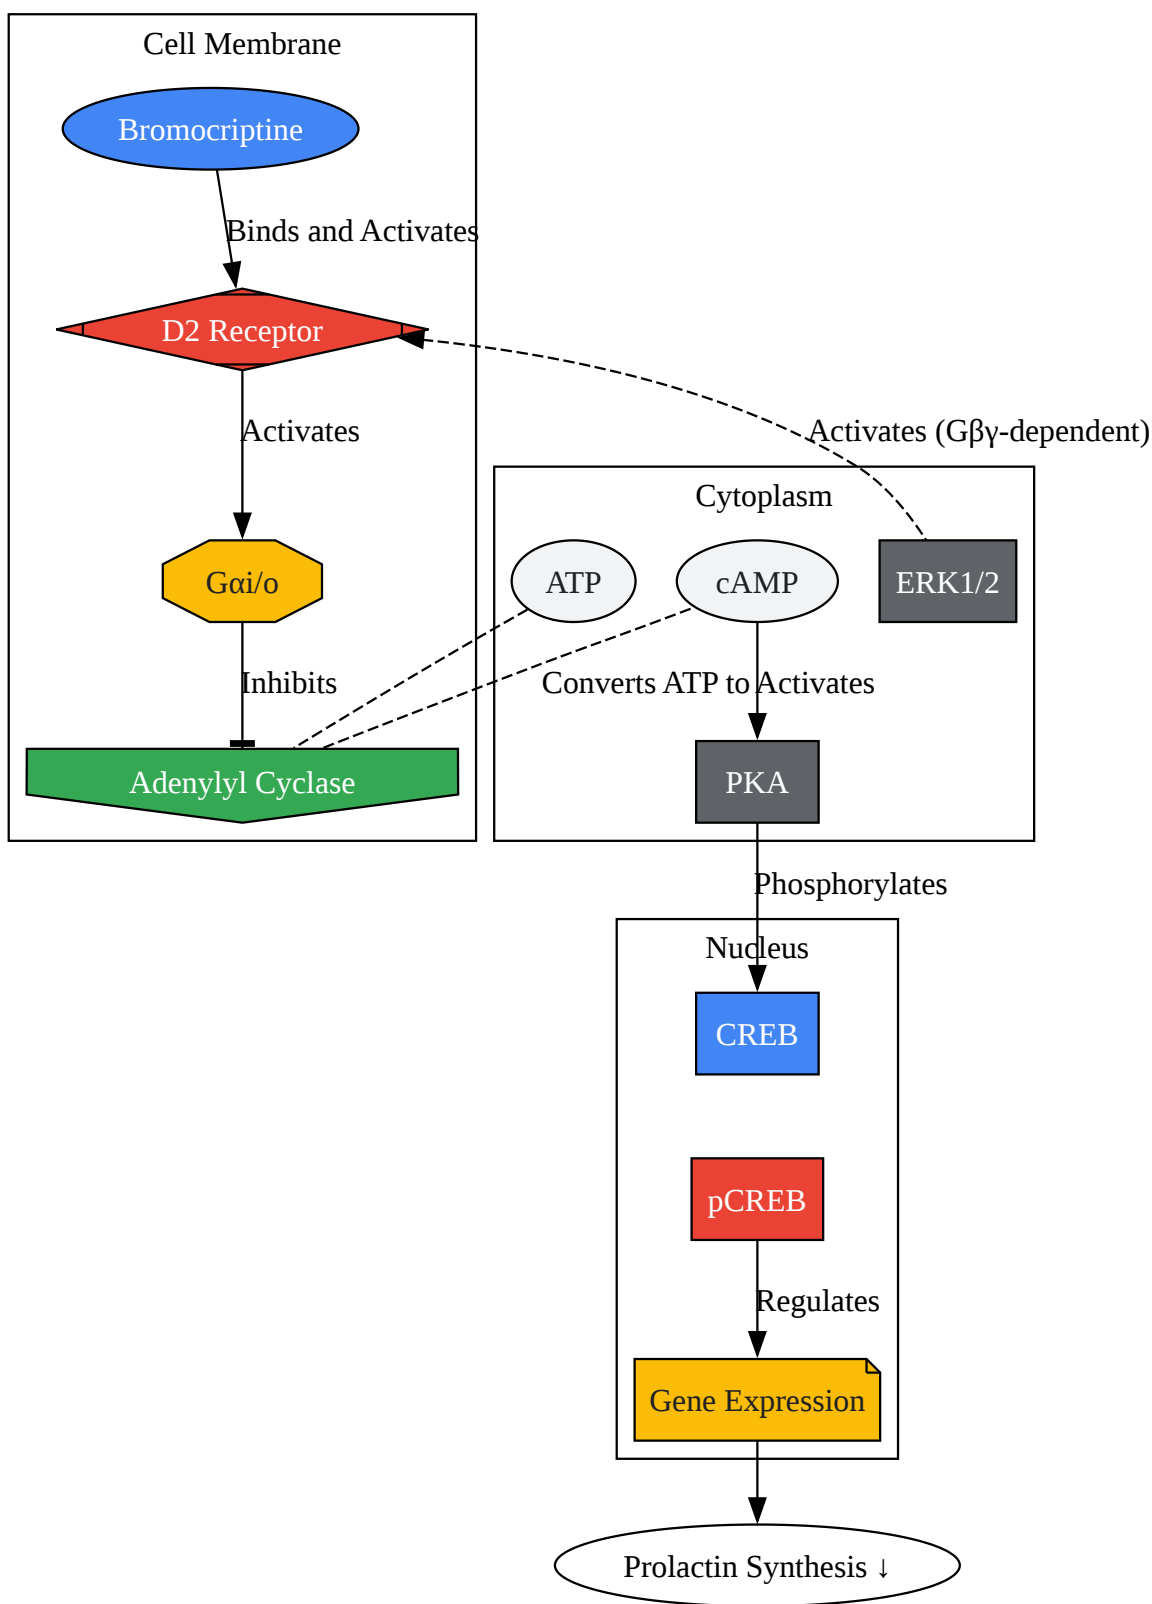 Cell Membrane
Bromocriptine
Binds and Activates
D2 Receptor
Activates
Activates (Gβγ-dependent)
Cytoplasm
Gαi/o
ATP
cAMP
ERK1/2
Inhibits
Converts ATP to
Activates
Adenylyl Cyclase
PKA
Phosphorylates
Nucleus
CREB
pCREB
Regulates
Gene Expression
Prolactin Synthesis ↓